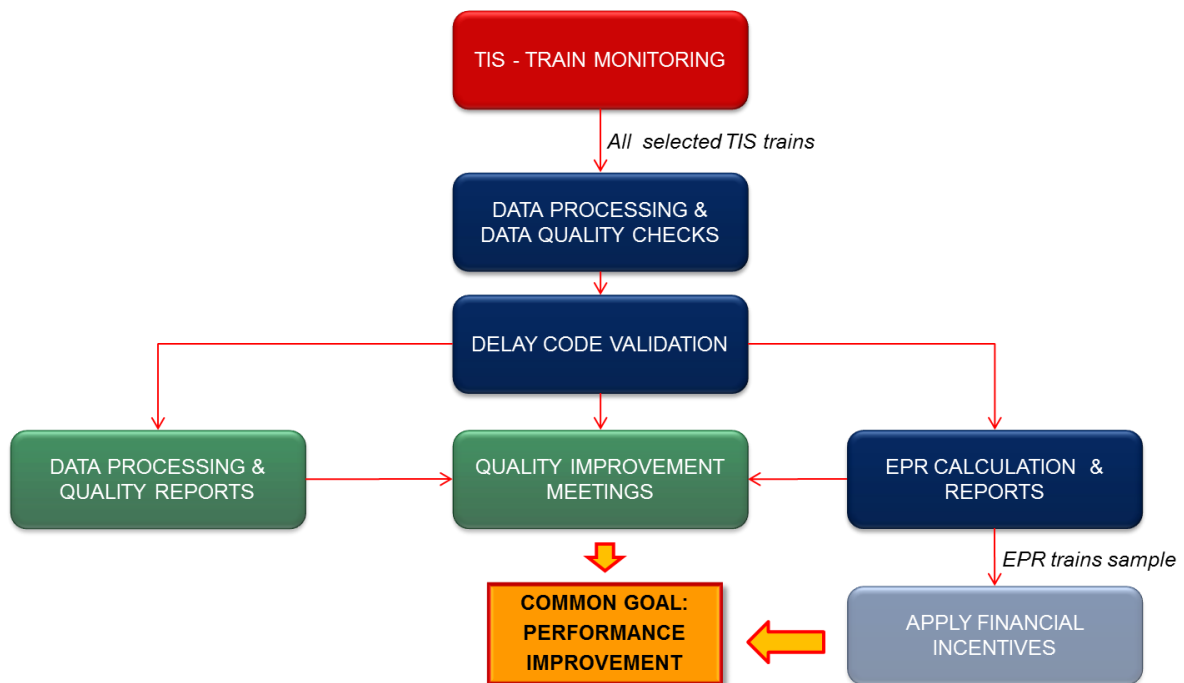 TIS - TRAIN MONITORING
All selected TIS trains
DATA PROCESSING &
DATA QUALITY CHECKS
DELAY CODE VALIDATION
DATA PROCESSING &
QUALITY REPORTS
QUALITY IMPROVEMENT
MEETINGS
EPR CALCULATION &
REPORTS
EPR trains sample
COMMON GOAL:
PERFORMANCE
IMPROVEMENT
APPLY FINANCIAL
INCENTIVES